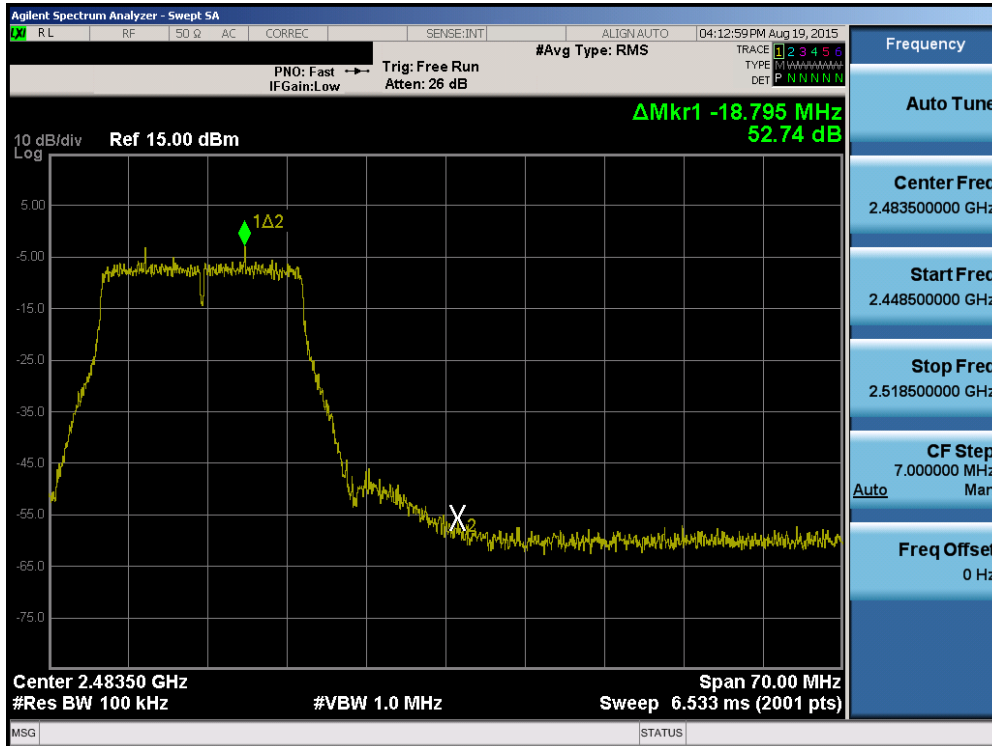 Agilent Spectrum Analyzer - Swept SA
LXI RL RF 50 Ω AC CORREC SENSE:INT ALIGNAUTO 04:12:59PM Aug 19, 2015
PNO: Fast
IFGain:Low
Trig: Free Run
Atten: 26 dB
#Avg Type: RMS
TRACE 1 2 3 4 5 6
TYPE M
DET P N N N N N
ΔMkr1 -18.795 MHz
52.74 dB
10 dB/div
Log
Ref 15.00 dBm
5.00
-5.00
-15.0
-25.0
-35.0
-45.0
-55.0
-65.0
-75.0
1Δ2
X2
Center 2.48350 GHz
Span 70.00 MHz
#Res BW 100 kHz
#VBW 1.0 MHz
Sweep 6.533 ms (2001 pts)
MSG
STATUS
Frequency
Auto Tune
Center Freq
2.483500000 GHz
Start Freq
2.448500000 GHz
Stop Freq
2.518500000 GHz
CF Step
7.000000 MHz
Auto Man
Freq Offset
0 Hz